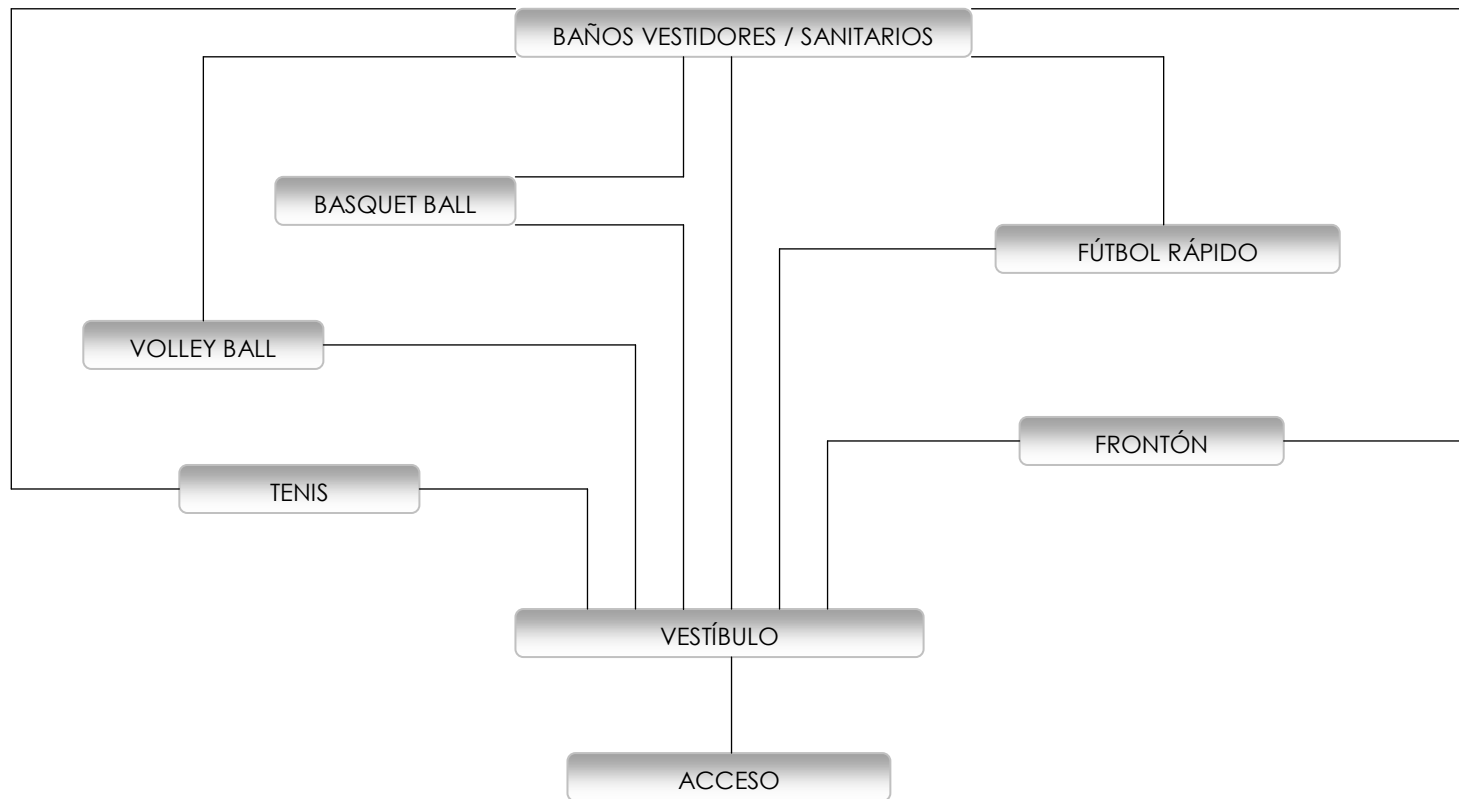 BAÑOS VESTIDORES / SANITARIOS
BASQUET BALL
FÚTBOL RÁPIDO
VOLLEY BALL
FRONTÓN
TENIS
VESTÍBULO
ACCESO